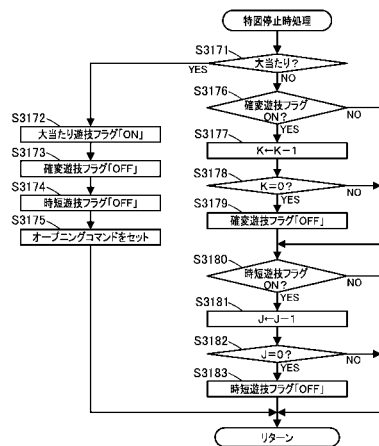 特図停止時処理
S3171
大当たり?
YES
NO
S3176
確変遊技フラグ
ON?
NO
YES
S3177
K←K−1
S3178
K=0?
NO
YES
S3179
確変遊技フラグ「OFF」
S3172
大当たり遊技フラグ「ON」
S3173
確変遊技フラグ「OFF」
S3174
時短遊技フラグ「OFF」
S3175
オープニングコマンドをセット
S3180
時短遊技フラグ
ON?
NO
YES
S3181
J←J−1
S3182
J=0?
NO
YES
S3183
時短遊技フラグ「OFF」
リターン